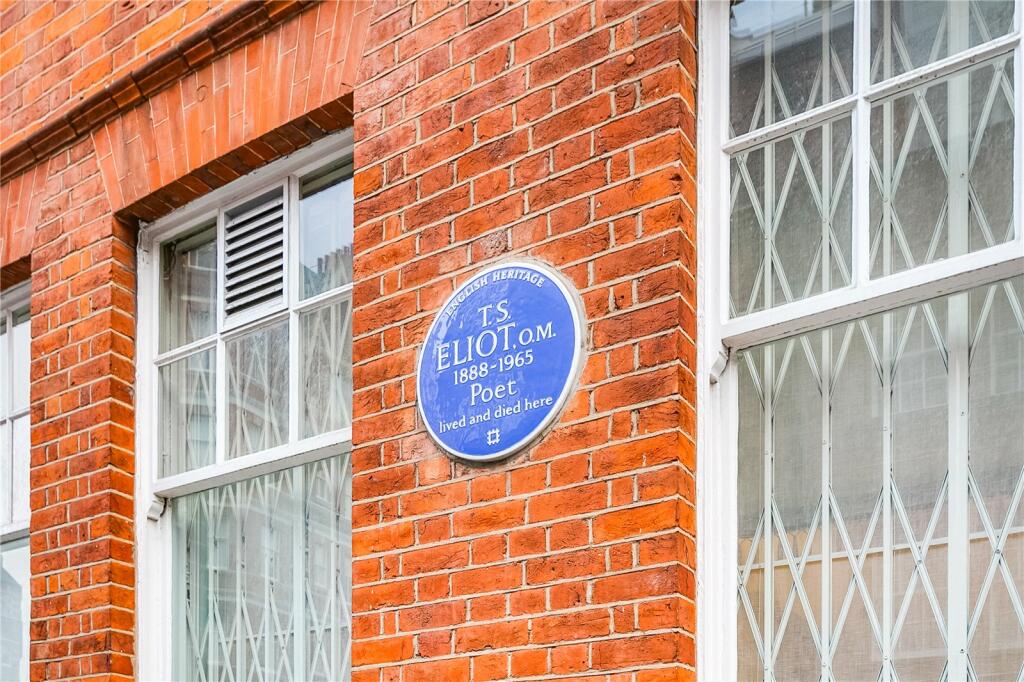 ENGLISH HERITAGE
T.S.
ELIOT, O.M.
1888-1965
Poet
lived and died here